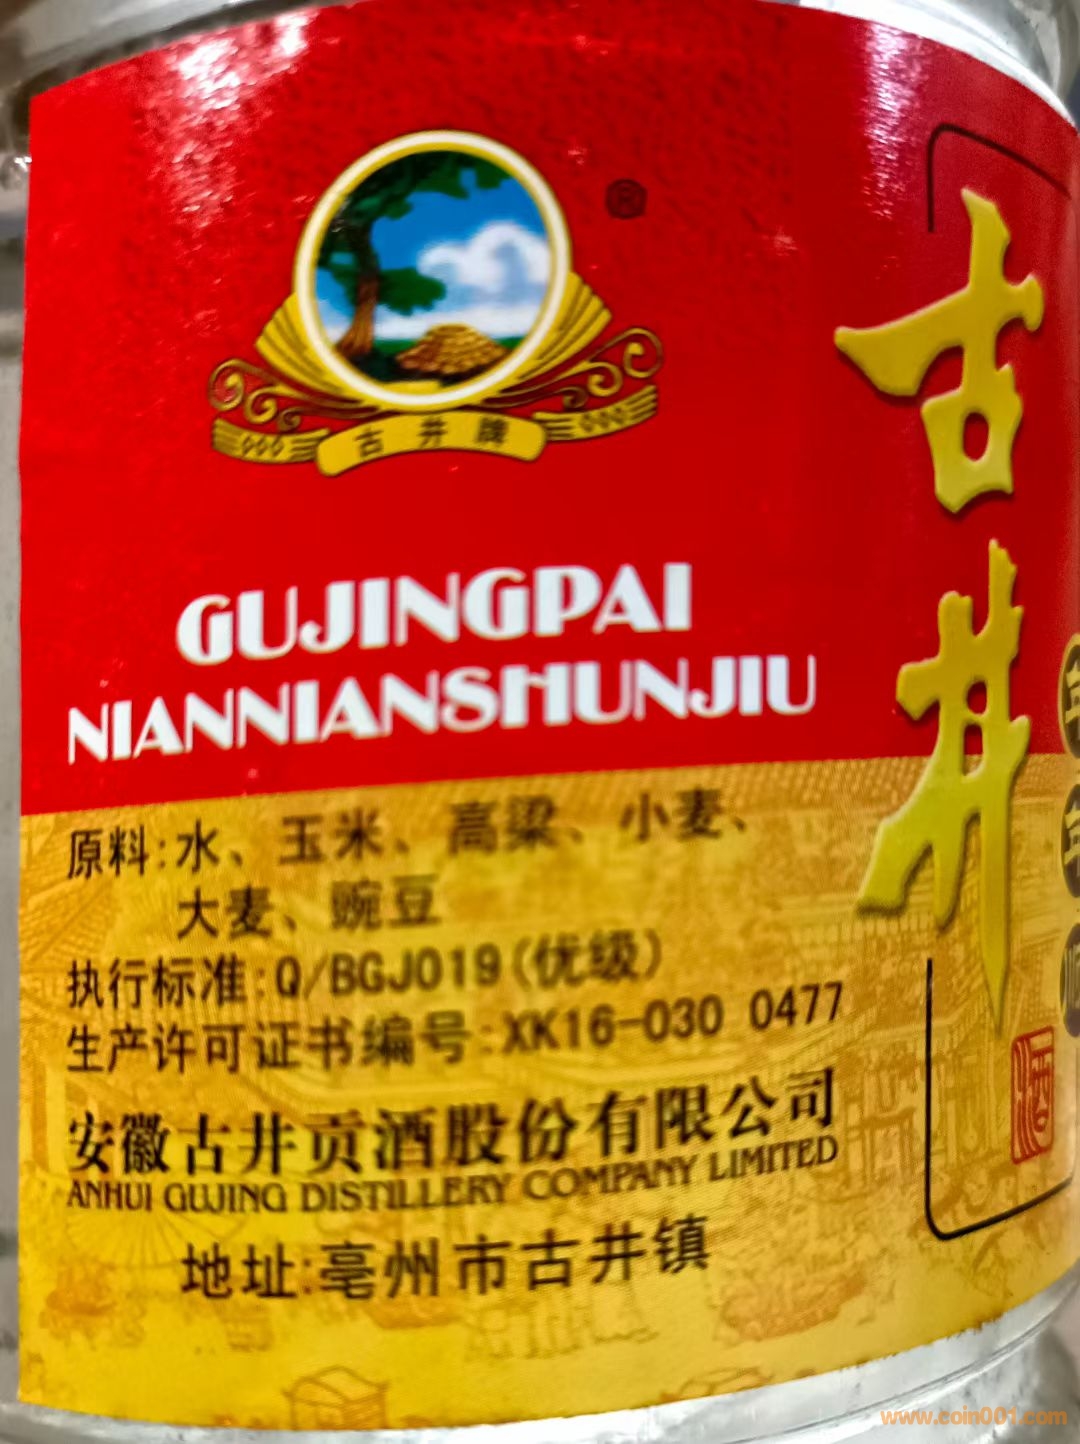 ®
古井牌
GUJINGPAI
NIANNIANSHUNJIU
原料:水、玉米、高粱、小麦、
大麦、豌豆
执行标准:Q/BGJ019(优级)
生产许可证书编号:XK16-030 0477
安徽古井贡酒股份有限公司
ANHUI GUJING DISTILLERY COMPANY LIMITED
地址:亳州市古井镇
古井
酒
www.coin001.com